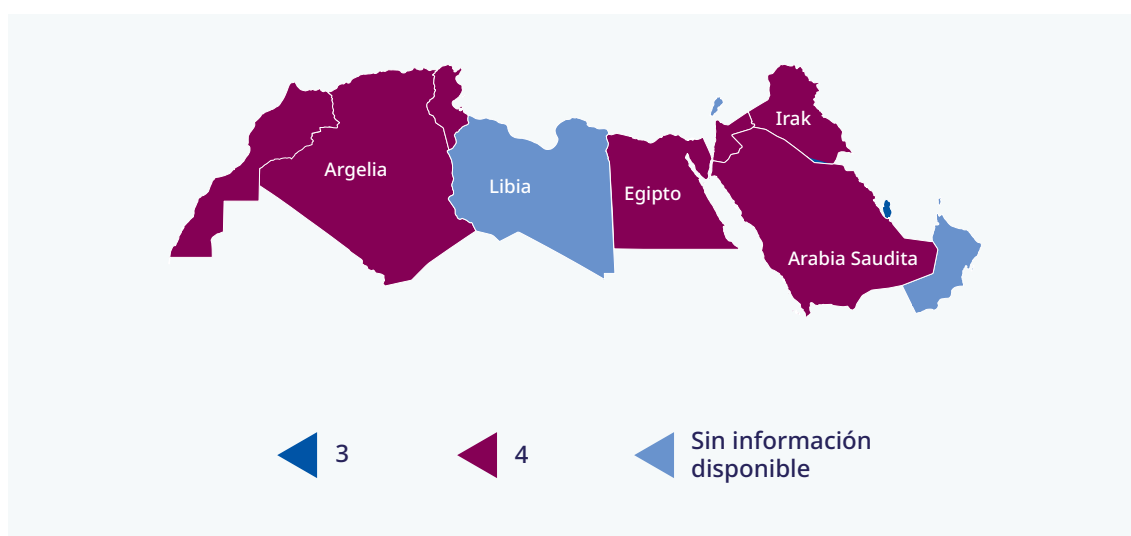 Irak
Argelia
Libia
Egipto
Arabia Saudita
3
4
Sin información
disponible